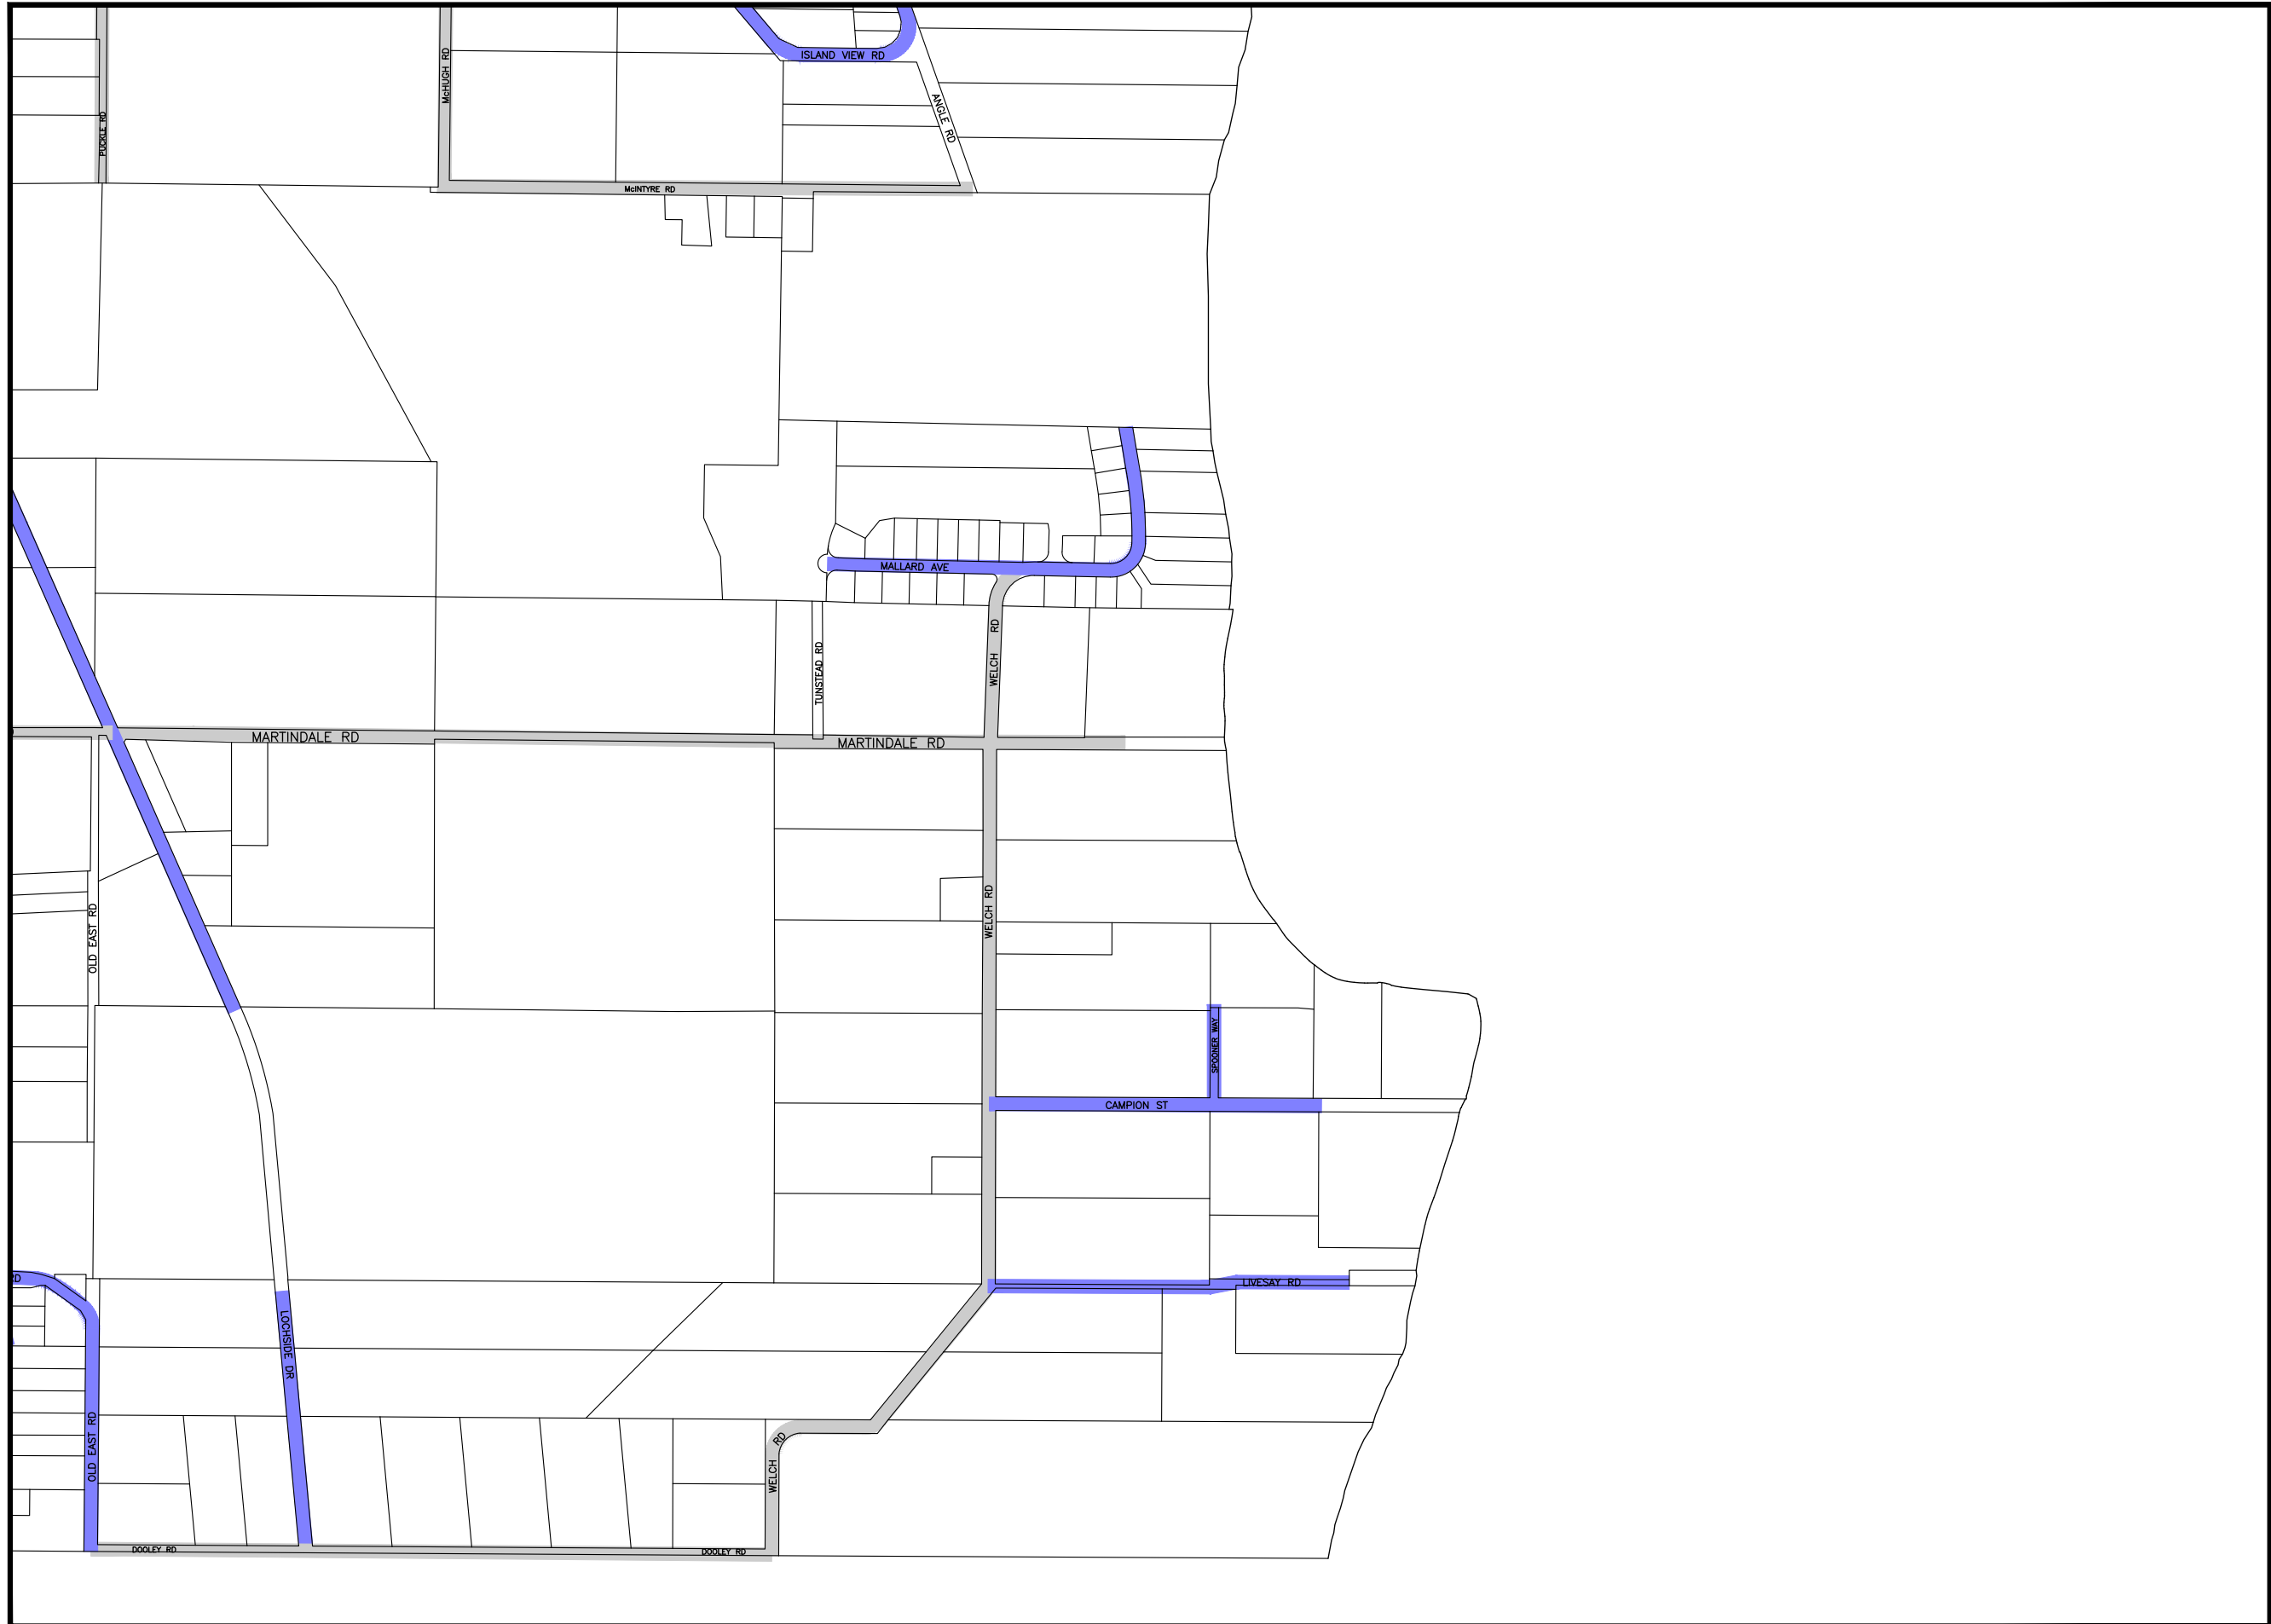 ISLAND VIEW RD
McHUGH RD
ANGLE RD
PUCKLE RD
McINTYRE RD
MALLARD AVE
WELCH RD
TUNSTEAD RD
MARTINDALE RD
MARTINDALE RD
WELCH RD
OLD EAST RD
SPOONER WAY
CAMPION ST
RD
LIVESAY RD
LOCHSIDE DR
OLD EAST RD
WELCH RD
DOOLEY RD
DOOLEY RD